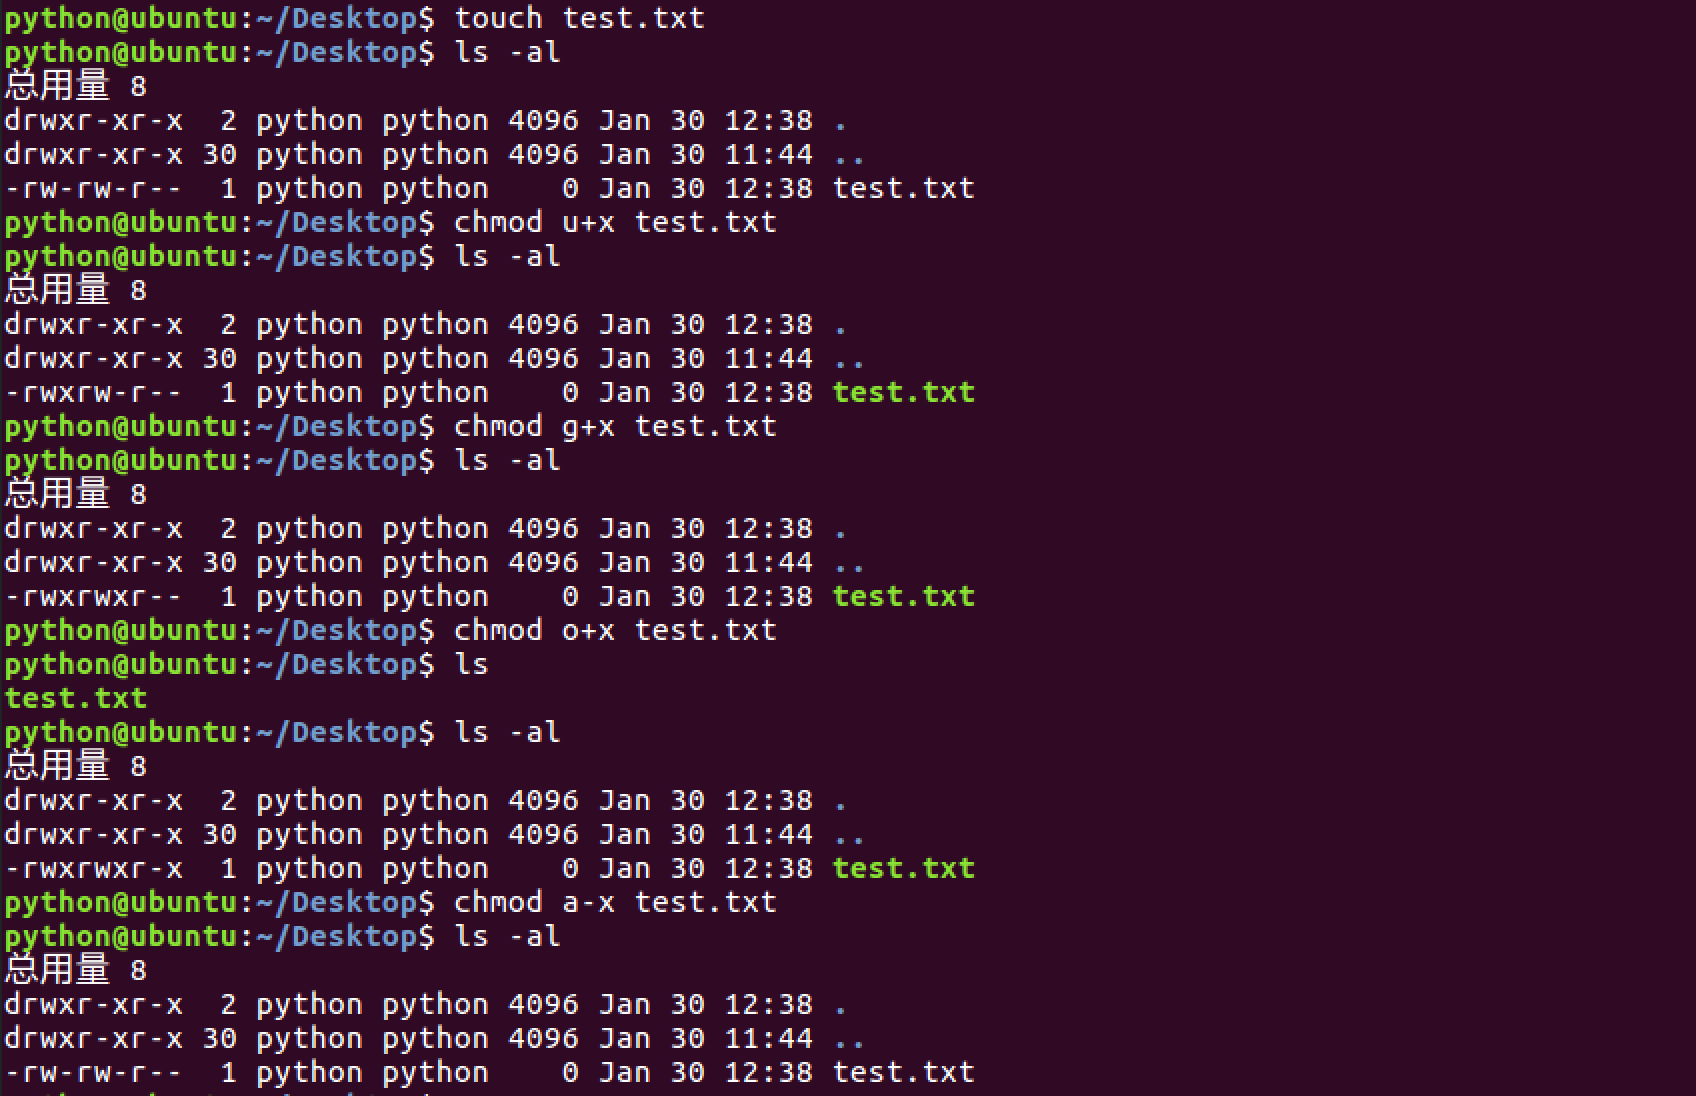 python@ubuntu:~/Desktop$ touch test.txt
python@ubuntu:~/Desktop$ ls -al
总用量 8
drwxr-xr-x  2 python python 4096 Jan 30 12:38 .
drwxr-xr-x 30 python python 4096 Jan 30 11:44 ..
-rw-rw-r--  1 python python    0 Jan 30 12:38 test.txt
python@ubuntu:~/Desktop$ chmod u+x test.txt
python@ubuntu:~/Desktop$ ls -al
总用量 8
drwxr-xr-x  2 python python 4096 Jan 30 12:38 .
drwxr-xr-x 30 python python 4096 Jan 30 11:44 ..
-rwxrw-r--  1 python python    0 Jan 30 12:38 test.txt
python@ubuntu:~/Desktop$ chmod g+x test.txt
python@ubuntu:~/Desktop$ ls -al
总用量 8
drwxr-xr-x  2 python python 4096 Jan 30 12:38 .
drwxr-xr-x 30 python python 4096 Jan 30 11:44 ..
-rwxrwxr--  1 python python    0 Jan 30 12:38 test.txt
python@ubuntu:~/Desktop$ chmod o+x test.txt
python@ubuntu:~/Desktop$ ls
test.txt
python@ubuntu:~/Desktop$ ls -al
总用量 8
drwxr-xr-x  2 python python 4096 Jan 30 12:38 .
drwxr-xr-x 30 python python 4096 Jan 30 11:44 ..
-rwxrwxr-x  1 python python    0 Jan 30 12:38 test.txt
python@ubuntu:~/Desktop$ chmod a-x test.txt
python@ubuntu:~/Desktop$ ls -al
总用量 8
drwxr-xr-x  2 python python 4096 Jan 30 12:38 .
drwxr-xr-x 30 python python 4096 Jan 30 11:44 ..
-rw-rw-r--  1 python python    0 Jan 30 12:38 test.txt